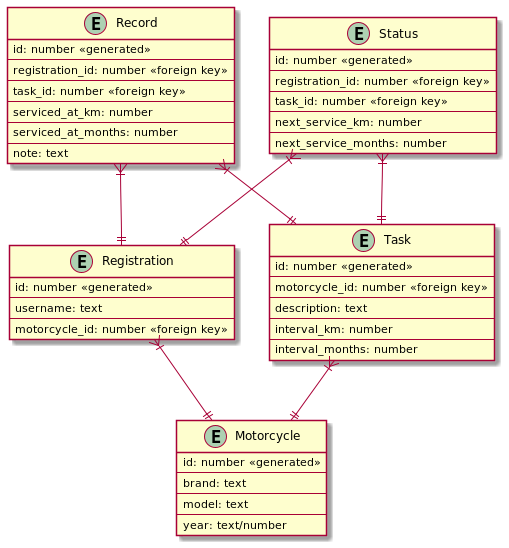 E Record
id: number «generated»
registration_id: number «foreign key»
task_id: number «foreign key»
serviced_at_km: number
serviced_at_months: number
note: text
E Status
id: number «generated»
registration_id: number «foreign key»
task_id: number «foreign key»
next_service_km: number
next_service_months: number
E Registration
id: number «generated»
username: text
motorcycle_id: number «foreign key»
E Task
id: number «generated»
motorcycle_id: number «foreign key»
description: text
interval_km: number
interval_months: number
E Motorcycle
id: number «generated»
brand: text
model: text
year: text/number